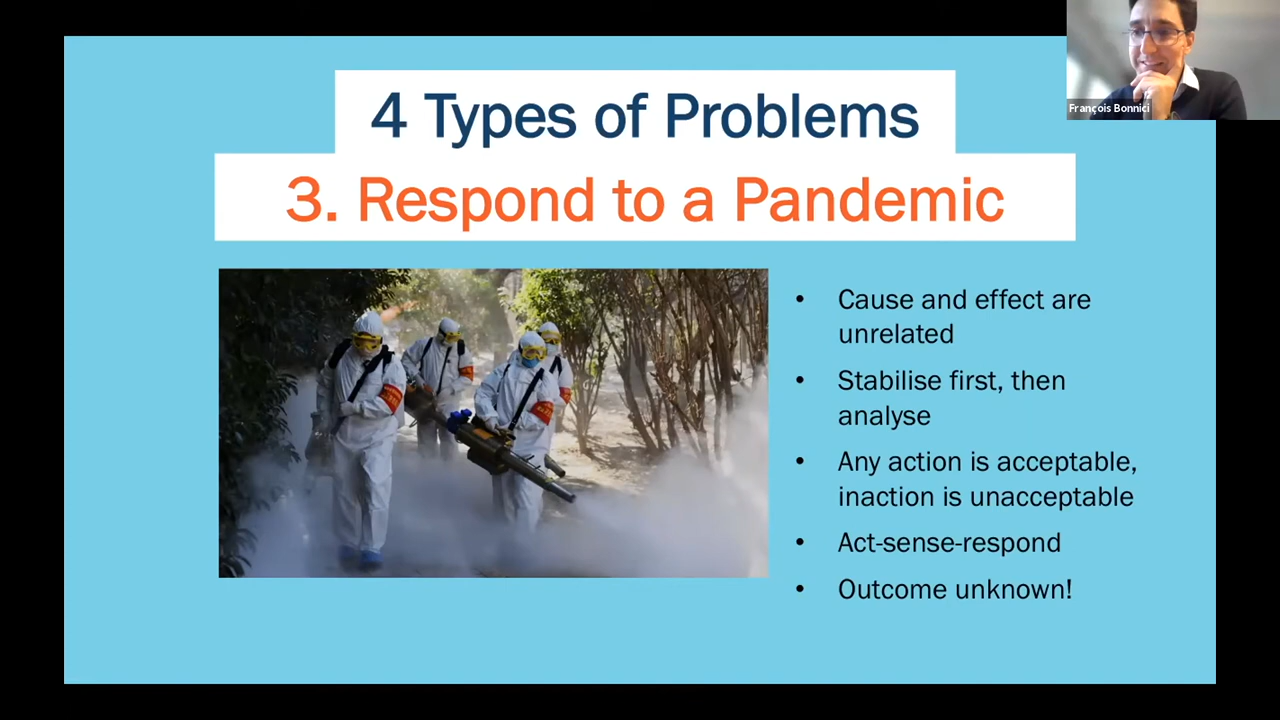 François Bonnici
4 Types of Problems
3. Respond to a Pandemic
• Cause and effect are
unrelated
• Stabilise first, then
analyse
• Any action is acceptable,
inaction is unacceptable
• Act-sense-respond
• Outcome unknown!